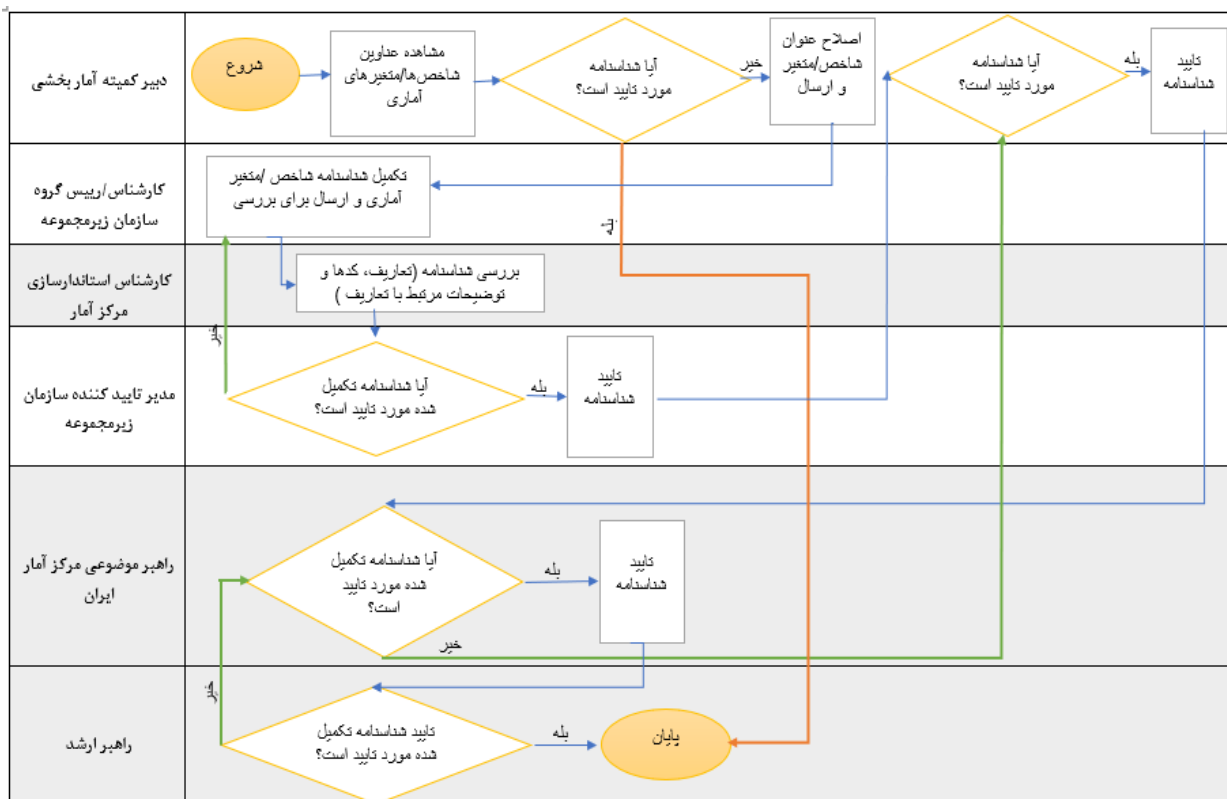 دبیر کمیته آمار بخشی
شروع
مشاهده عناوین
شاخص‌ها/متغیرهای
آماری
آیا شناسنامه
مورد تایید است؟
خیر
بله
اصلاح عنوان
شاخص/متغیر
و ارسال
آیا شناسنامه
مورد تایید است؟
بله
تایید
شناسنامه
کارشناس/رییس گروه
سازمان زیرمجموعه
تکمیل شناسنامه شاخص /متغیر
آماری و ارسال برای بررسی
کارشناس استاندارسازی
مرکز آمار
بررسی شناسنامه (تعاریف، کدها و
توضیحات مرتبط با تعاریف )
مدیر تایید کننده سازمان
زیرمجموعه
خیر
آیا شناسنامه تکمیل
شده مورد تایید است؟
بله
تایید
شناسنامه
راهبر موضوعی مرکز آمار
ایران
آیا شناسنامه تکمیل
شده مورد تایید
است؟
بله
تایید
شناسنامه
خیر
راهبر ارشد
خیر
تایید شناسنامه تکمیل
شده مورد تایید است؟
بله
پایان